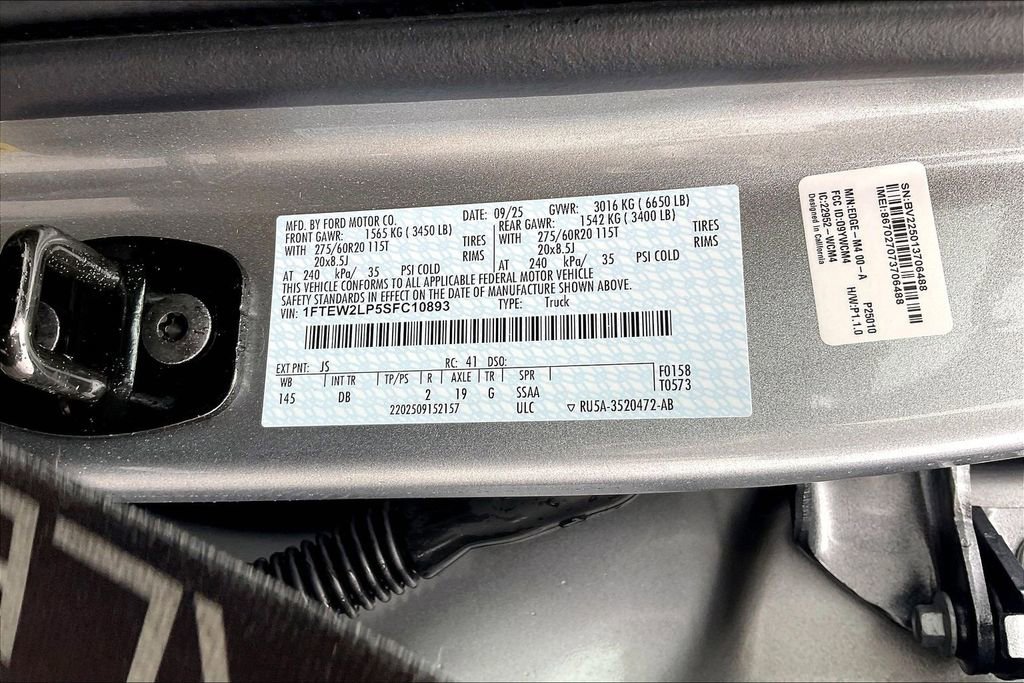 MFD. BY FORD MOTOR CO.
DATE: 09/25 GVWR: 3016 KG ( 6650 LB)
FRONT GAWR: 1565 KG ( 3450 LB) REAR GAWR: 1542 KG ( 3400 LB)
WITH 275/60R20 115T TIRES WITH 275/60R20 115T TIRES
20x8.5J RIMS 20x8.5J RIMS
AT 240 kPa/ 35 PSI COLD AT 240 kPa/ 35 PSI COLD
THIS VEHICLE CONFORMS TO ALL APPLICABLE FEDERAL MOTOR VEHICLE
SAFETY STANDARDS IN EFFECT ON THE DATE OF MANUFACTURE SHOWN ABOVE.
VIN: 1FTEW2LP5SFC10893 TYPE: Truck
EXT PNT: JS RC: 41 DSO:
WB INT TR TP/PS R AXLE TR SPR F0158
145 DB 2 19 G SSAA T0573
2202509152157 ULC ▽ RU5A-3520472-AB
SN:BV225013706488
IMEI:867027073706488
P25010
M/N:EDGE-M4 00-A H/W:P1.1.0
FCC ID:O9YWCM4
IC:22952-WCM4
Designed in California